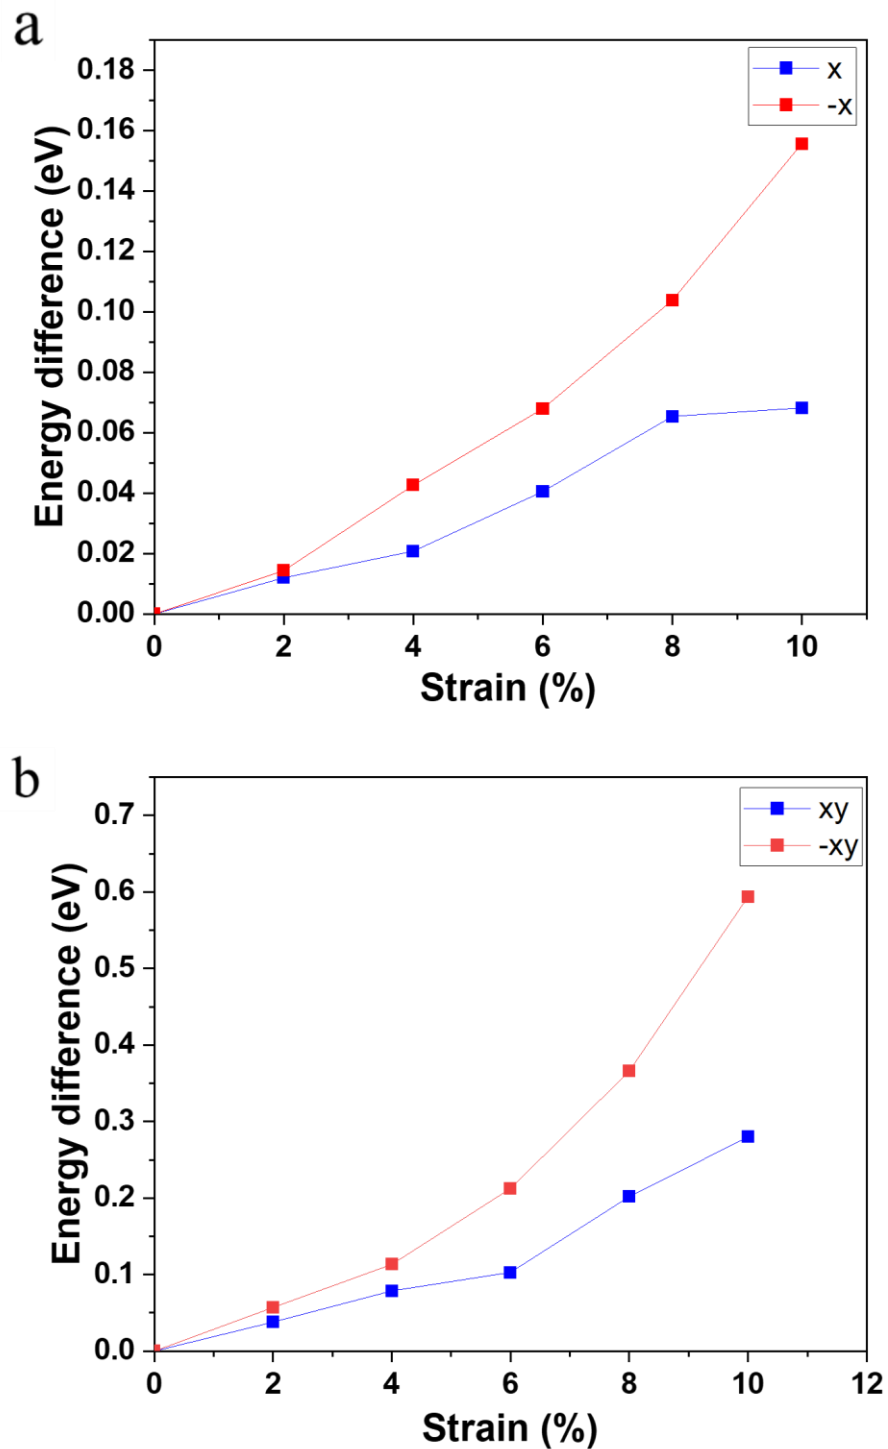 a
0.18
0.16
0.14
0.12
0.10
0.08
0.06
0.04
0.02
0.00
Energy difference (eV)
x
-x
0 2 4 6 8 10
Strain (%)
b
0.7
0.6
0.5
0.4
0.3
0.2
0.1
0.0
Energy difference (eV)
xy
-xy
0 2 4 6 8 10 12
Strain (%)